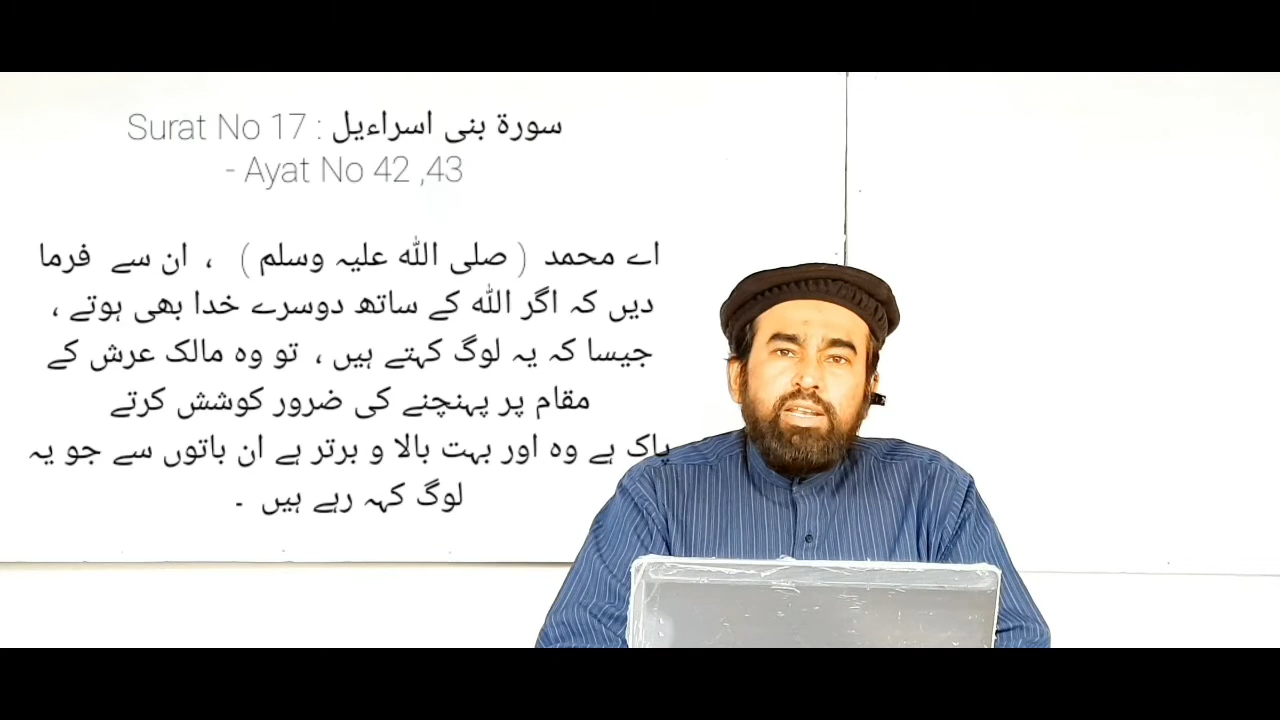 سورة بنی اسراءیل : Surat No 17
- Ayat No 42 ,43
اے محمد ( صلی اللّٰہ علیہ وسلم ) ، ان سے فرما
دیں کہ اگر اللّٰہ کے ساتھ دوسرے خدا بھی ہوتے ،
جیسا کہ یہ لوگ کہتے ہیں ، تو وہ مالک عرش کے
مقام پر پہنچنے کی ضرور کوشش کرتے
پاک ہے وہ اور بہت بالا و برتر ہے ان باتوں سے جو یہ
لوگ کہہ رہے ہیں ۔